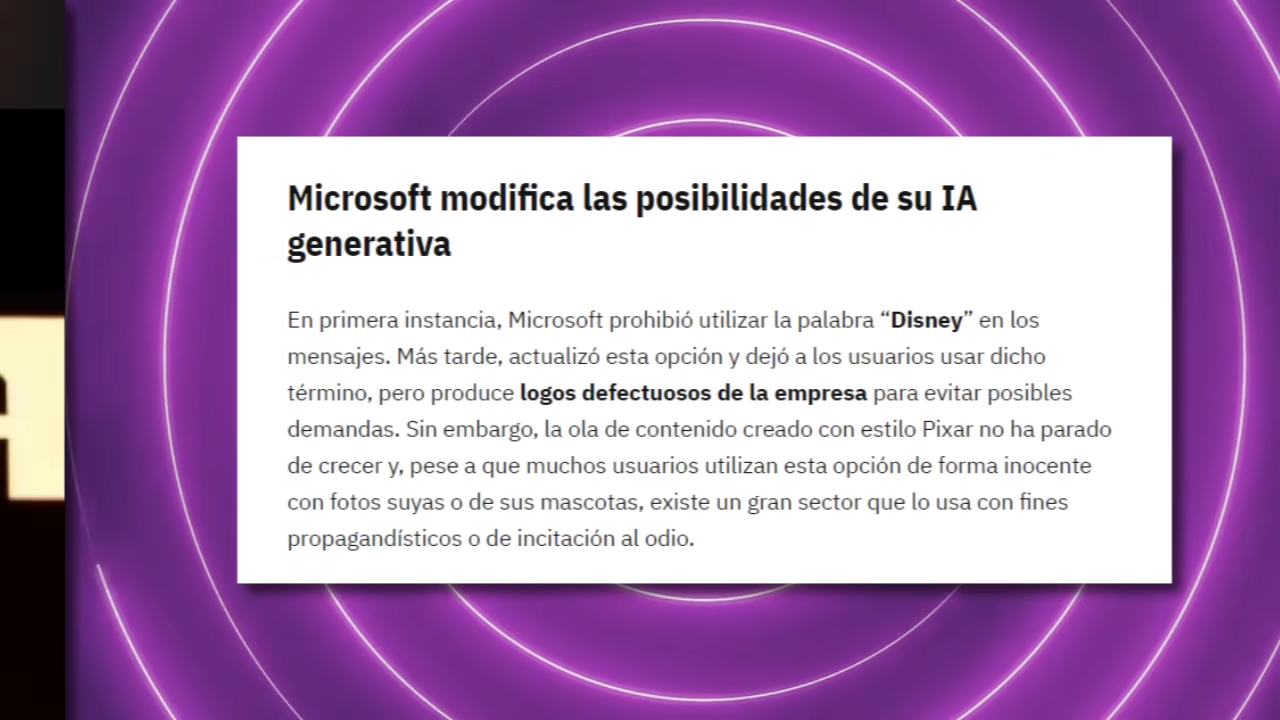 Microsoft modifica las posibilidades de su IA
generativa
En primera instancia, Microsoft prohibió utilizar la palabra “Disney” en los
mensajes. Más tarde, actualizó esta opción y dejó a los usuarios usar dicho
término, pero produce logos defectuosos de la empresa para evitar posibles
demandas. Sin embargo, la ola de contenido creado con estilo Pixar no ha parado
de crecer y, pese a que muchos usuarios utilizan esta opción de forma inocente
con fotos suyas o de sus mascotas, existe un gran sector que lo usa con fines
propagandísticos o de incitación al odio.